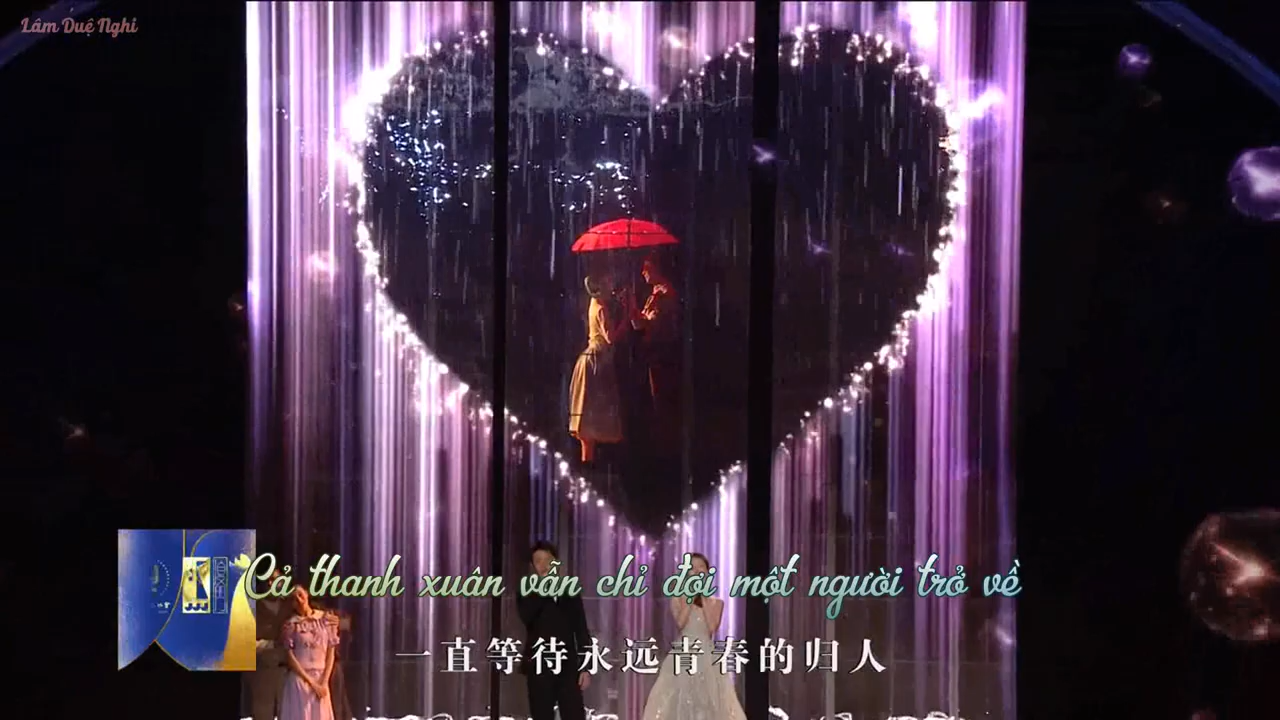 Lâm Duệ Nghi
Cả thanh xuân vẫn chỉ đợi một người trở về
一直等待永远青春的归人